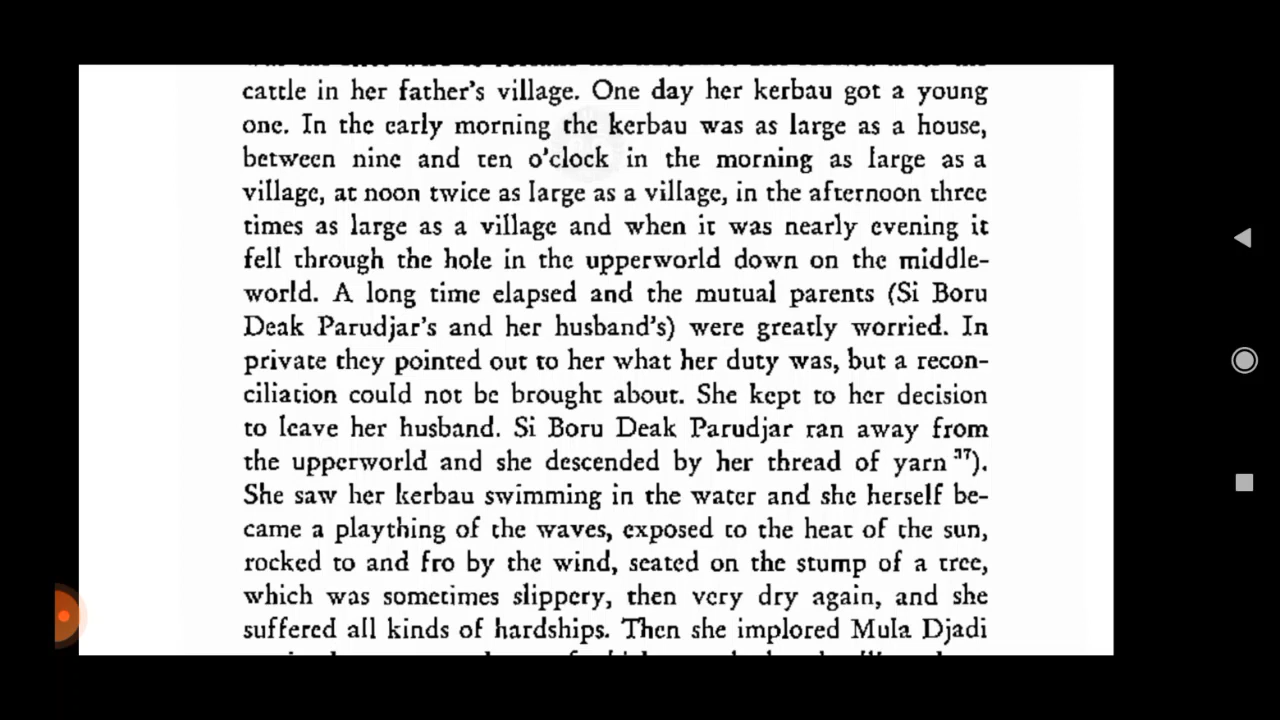 cattle in her father's village. One day her kerbau got a young
one. In the early morning the kerbau was as large as a house,
between nine and ten o'clock in the morning as large as a
village, at noon twice as large as a village, in the afternoon three
times as large as a village and when it was nearly evening it
fell through the hole in the upperworld down on the middle-
world. A long time elapsed and the mutual parents (Si Boru
Deak Parudjar's and her husband's) were greatly worried. In
private they pointed out to her what her duty was, but a recon-
ciliation could not be brought about. She kept to her decision
to leave her husband. Si Boru Deak Parudjar ran away from
the upperworld and she descended by her thread of yarn 37).
She saw her kerbau swimming in the water and she herself be-
came a plaything of the waves, exposed to the heat of the sun,
rocked to and fro by the wind, seated on the stump of a tree,
which was sometimes slippery, then very dry again, and she
suffered all kinds of hardships. Then she implored Mula Djadi